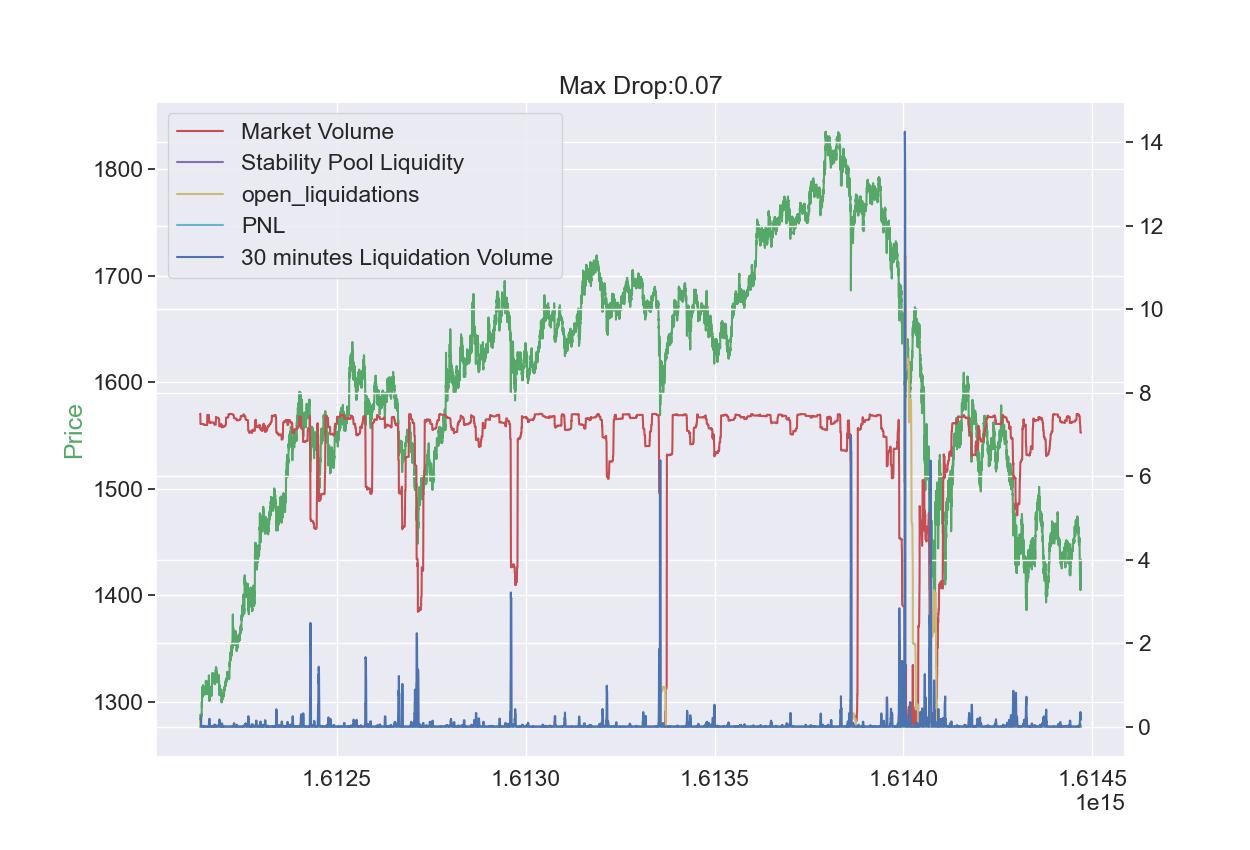 Max Drop:0.07
Market Volume
Stability Pool Liquidity
open_liquidations
PNL
30 minutes Liquidation Volume
Price
1800
1700
1600
1500
1400
1300
14
12
10
8
6
4
2
0
1.6125 1.6130 1.6135 1.6140 1.6145
1e15